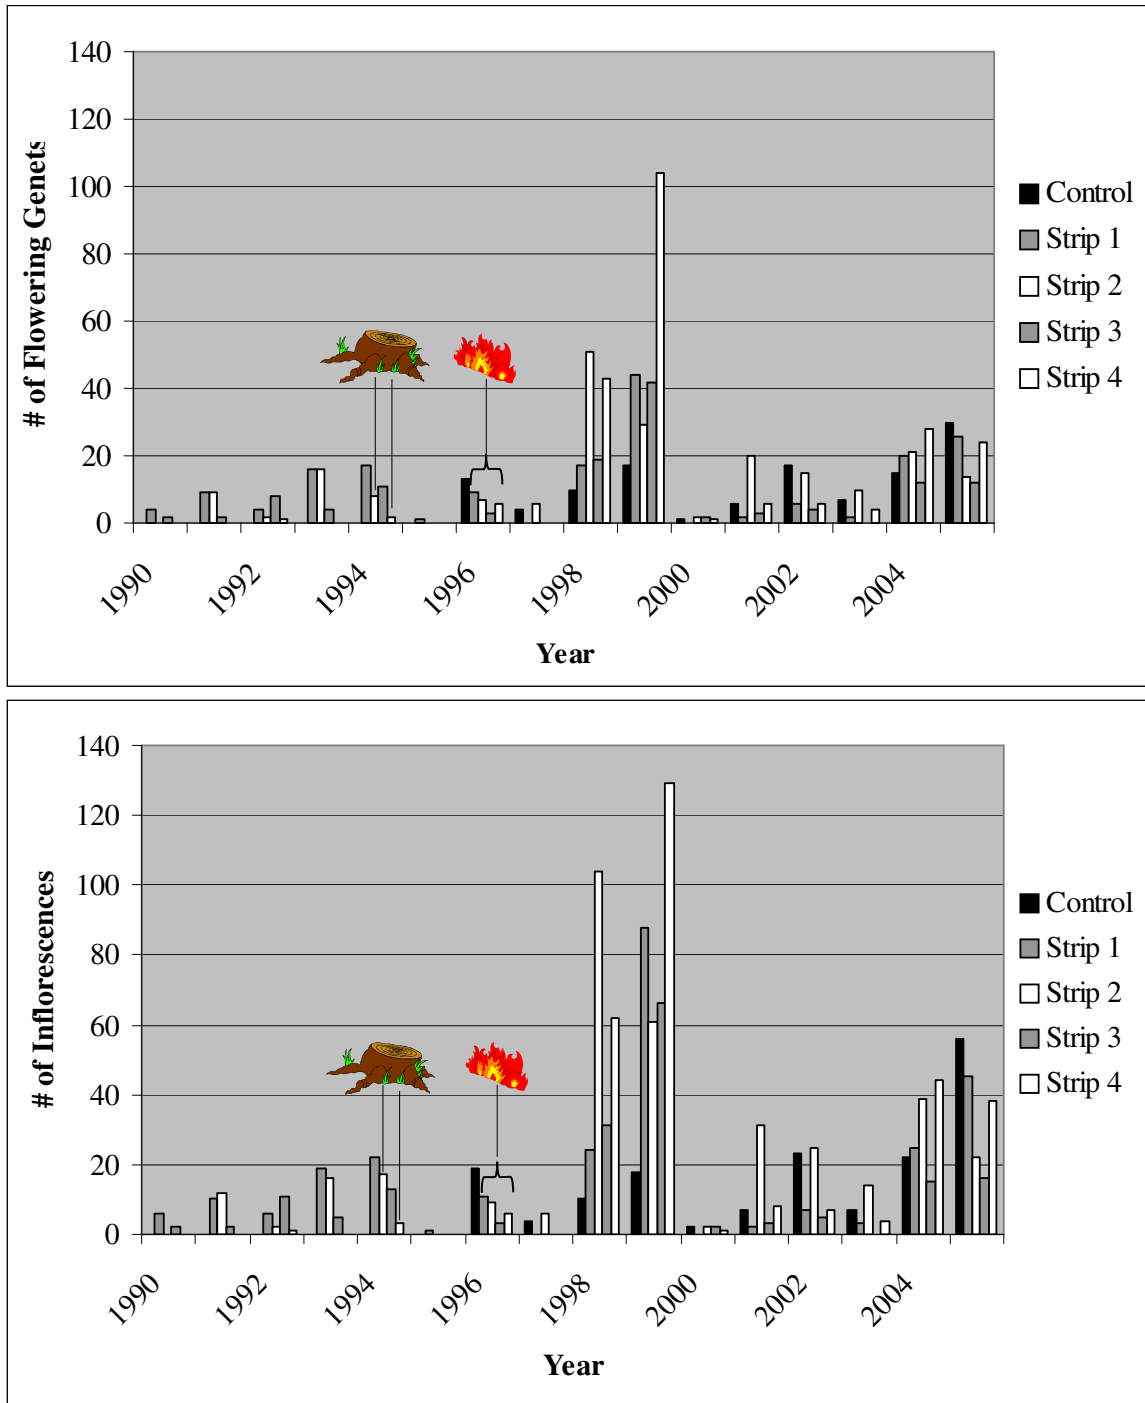 140
120
100
80
60
40
20
0
# of Flowering Genets
1990
1992
1994
1996
1998
2000
2002
2004
Year
Control
Strip 1
Strip 2
Strip 3
Strip 4
140
120
100
80
60
40
20
0
# of Inflorescences
1990
1992
1994
1996
1998
2000
2002
2004
Year
Control
Strip 1
Strip 2
Strip 3
Strip 4